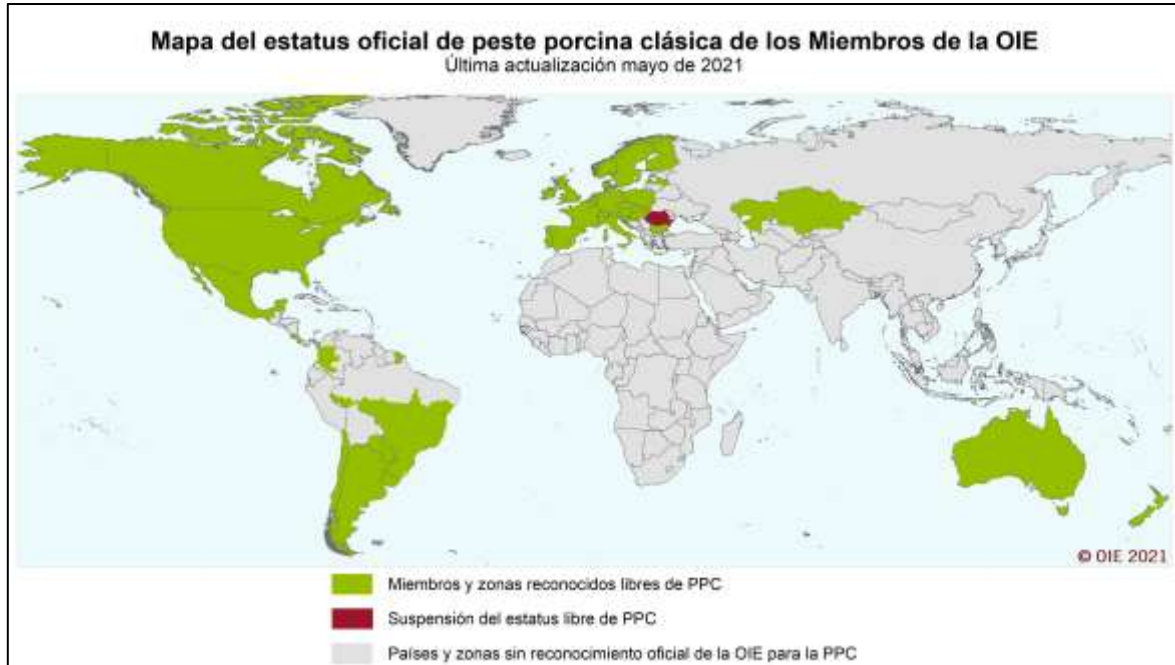 Mapa del estatus oficial de peste porcina clásica de los Miembros de la OIE
Última actualización mayo de 2021
© OIE 2021
Miembros y zonas reconocidos libres de PPC
Suspensión del estatus libre de PPC
Países y zonas sin reconocimiento oficial de la OIE para la PPC